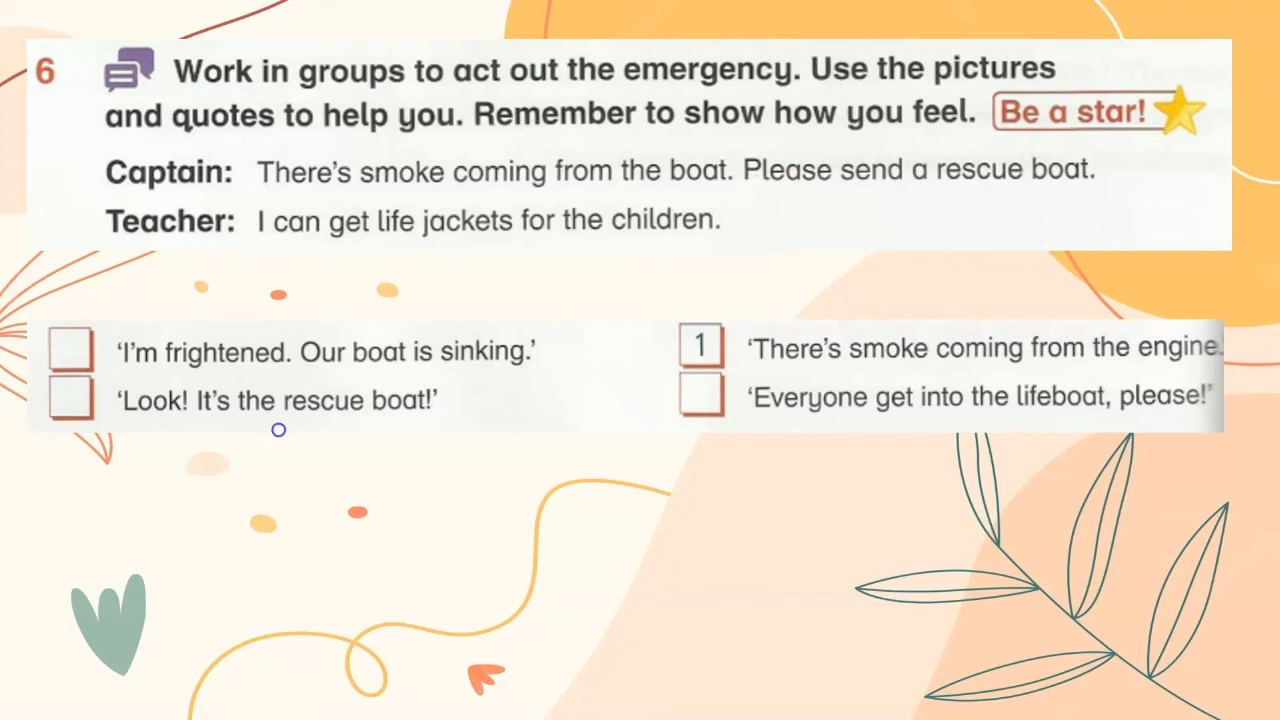 6 Work in groups to act out the emergency. Use the pictures
and quotes to help you. Remember to show how you feel. Be a star!
Captain: There's smoke coming from the boat. Please send a rescue boat.
Teacher: I can get life jackets for the children.
'I'm frightened. Our boat is sinking.'
'Look! It's the rescue boat!'
1 'There's smoke coming from the engine.
'Everyone get into the lifeboat, please!'